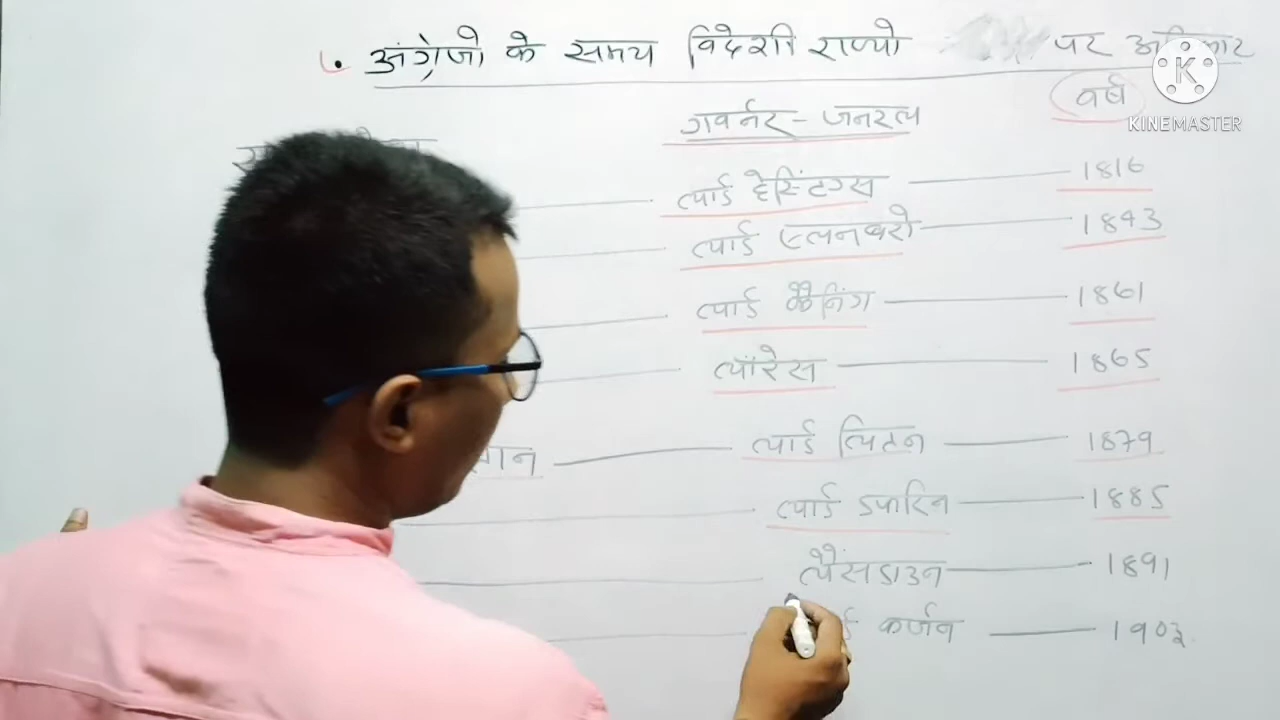 अंग्रेजो के समय विदेशी राज्यो पर अधिकार
वर्ष
KINEMASTER
गवर्नर - जनरल
लार्ड हेस्टिंग्स 1816
लार्ड एलनबरो 1843
लार्ड कैनिंग 1861
लॉरेंस 1865
लार्ड लिटन 1879
लार्ड डफरिन 1885
लैंसडाउन 1891
कर्जन 1903